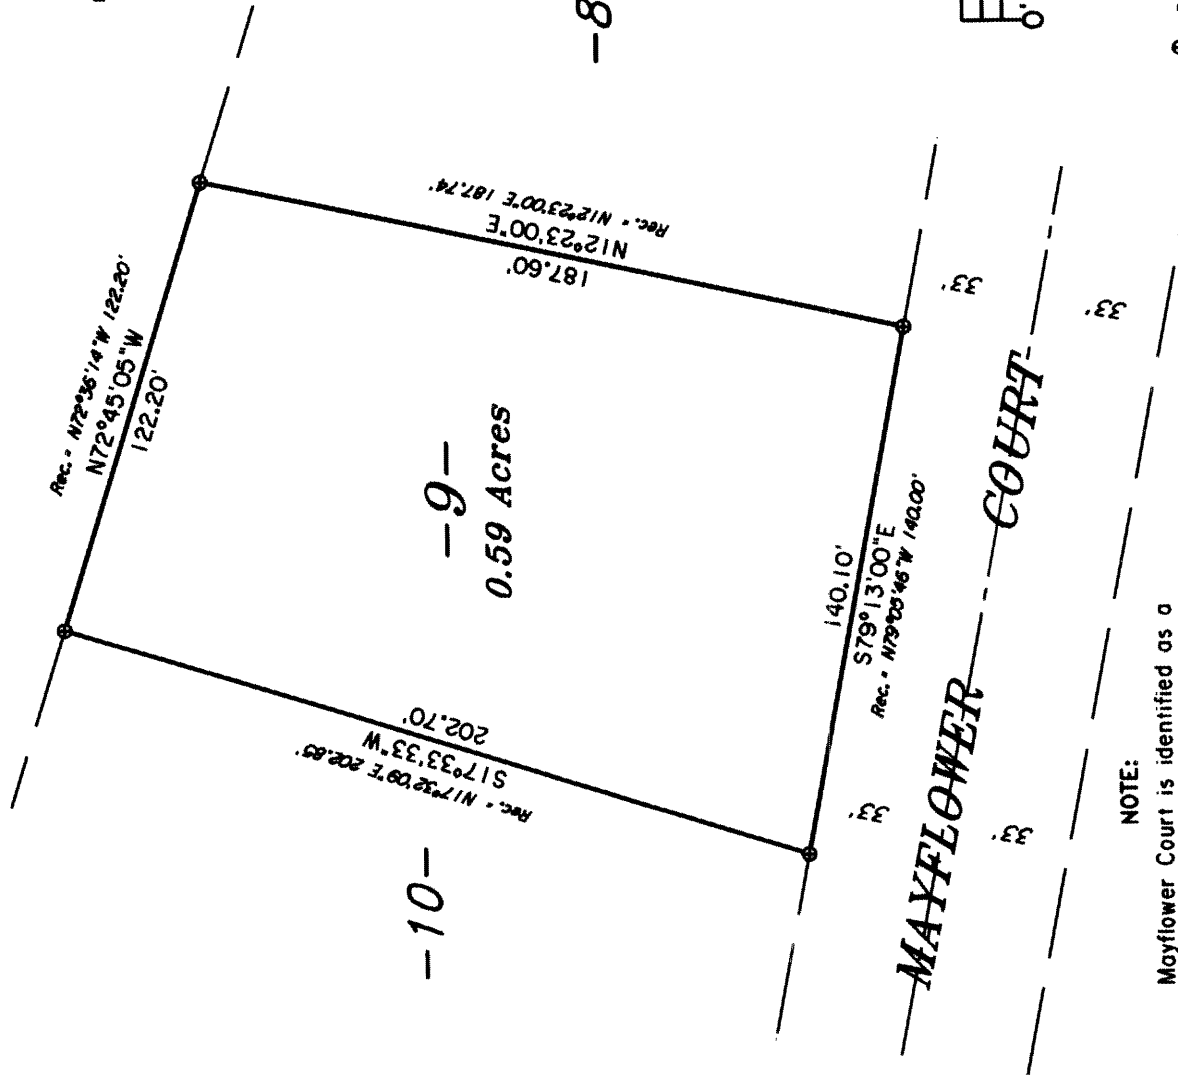 -8
Rec. = N72°36'14"W 122.20'
N72°45'05"W
122.20'
Rec. = N12°23'00"E 187.74'
N12°23'00"E
187.60'
-9-
0.59 Acres
202.70'
S17°33'33"W
Rec. = N17°32'09"E 202.85'
-10-
140.10'
S79°13'00"E
Rec. = N79°05'46"W 140.00'
33'
33'
33'
33'
MAYFLOWER COURT
NOTE:
Mayflower Court is identified as a